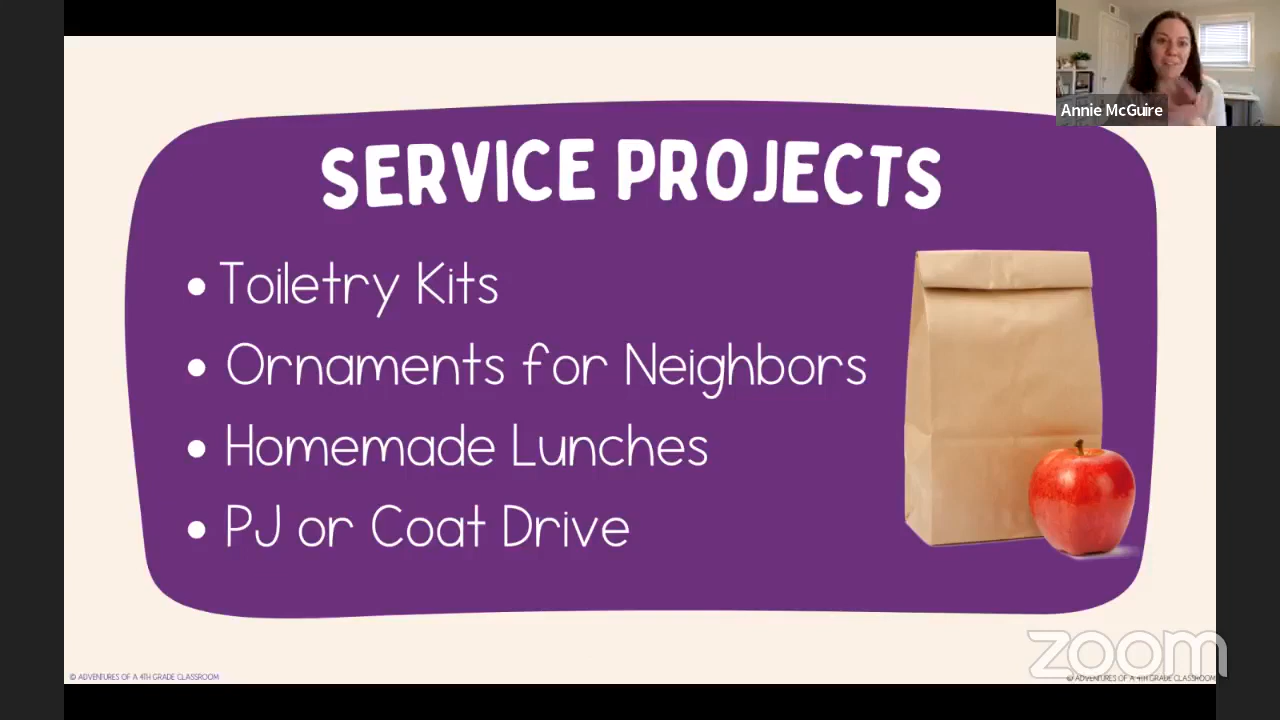 Annie McGuire
SERVICE PROJECTS
• Toiletry Kits
• Ornaments for Neighbors
• Homemade Lunches
• PJ or Coat Drive
zoom
© ADVENTURES OF A 4TH GRADE CLASSROOM
© ADVENTURES OF A 4TH GRADE CLASSROOM